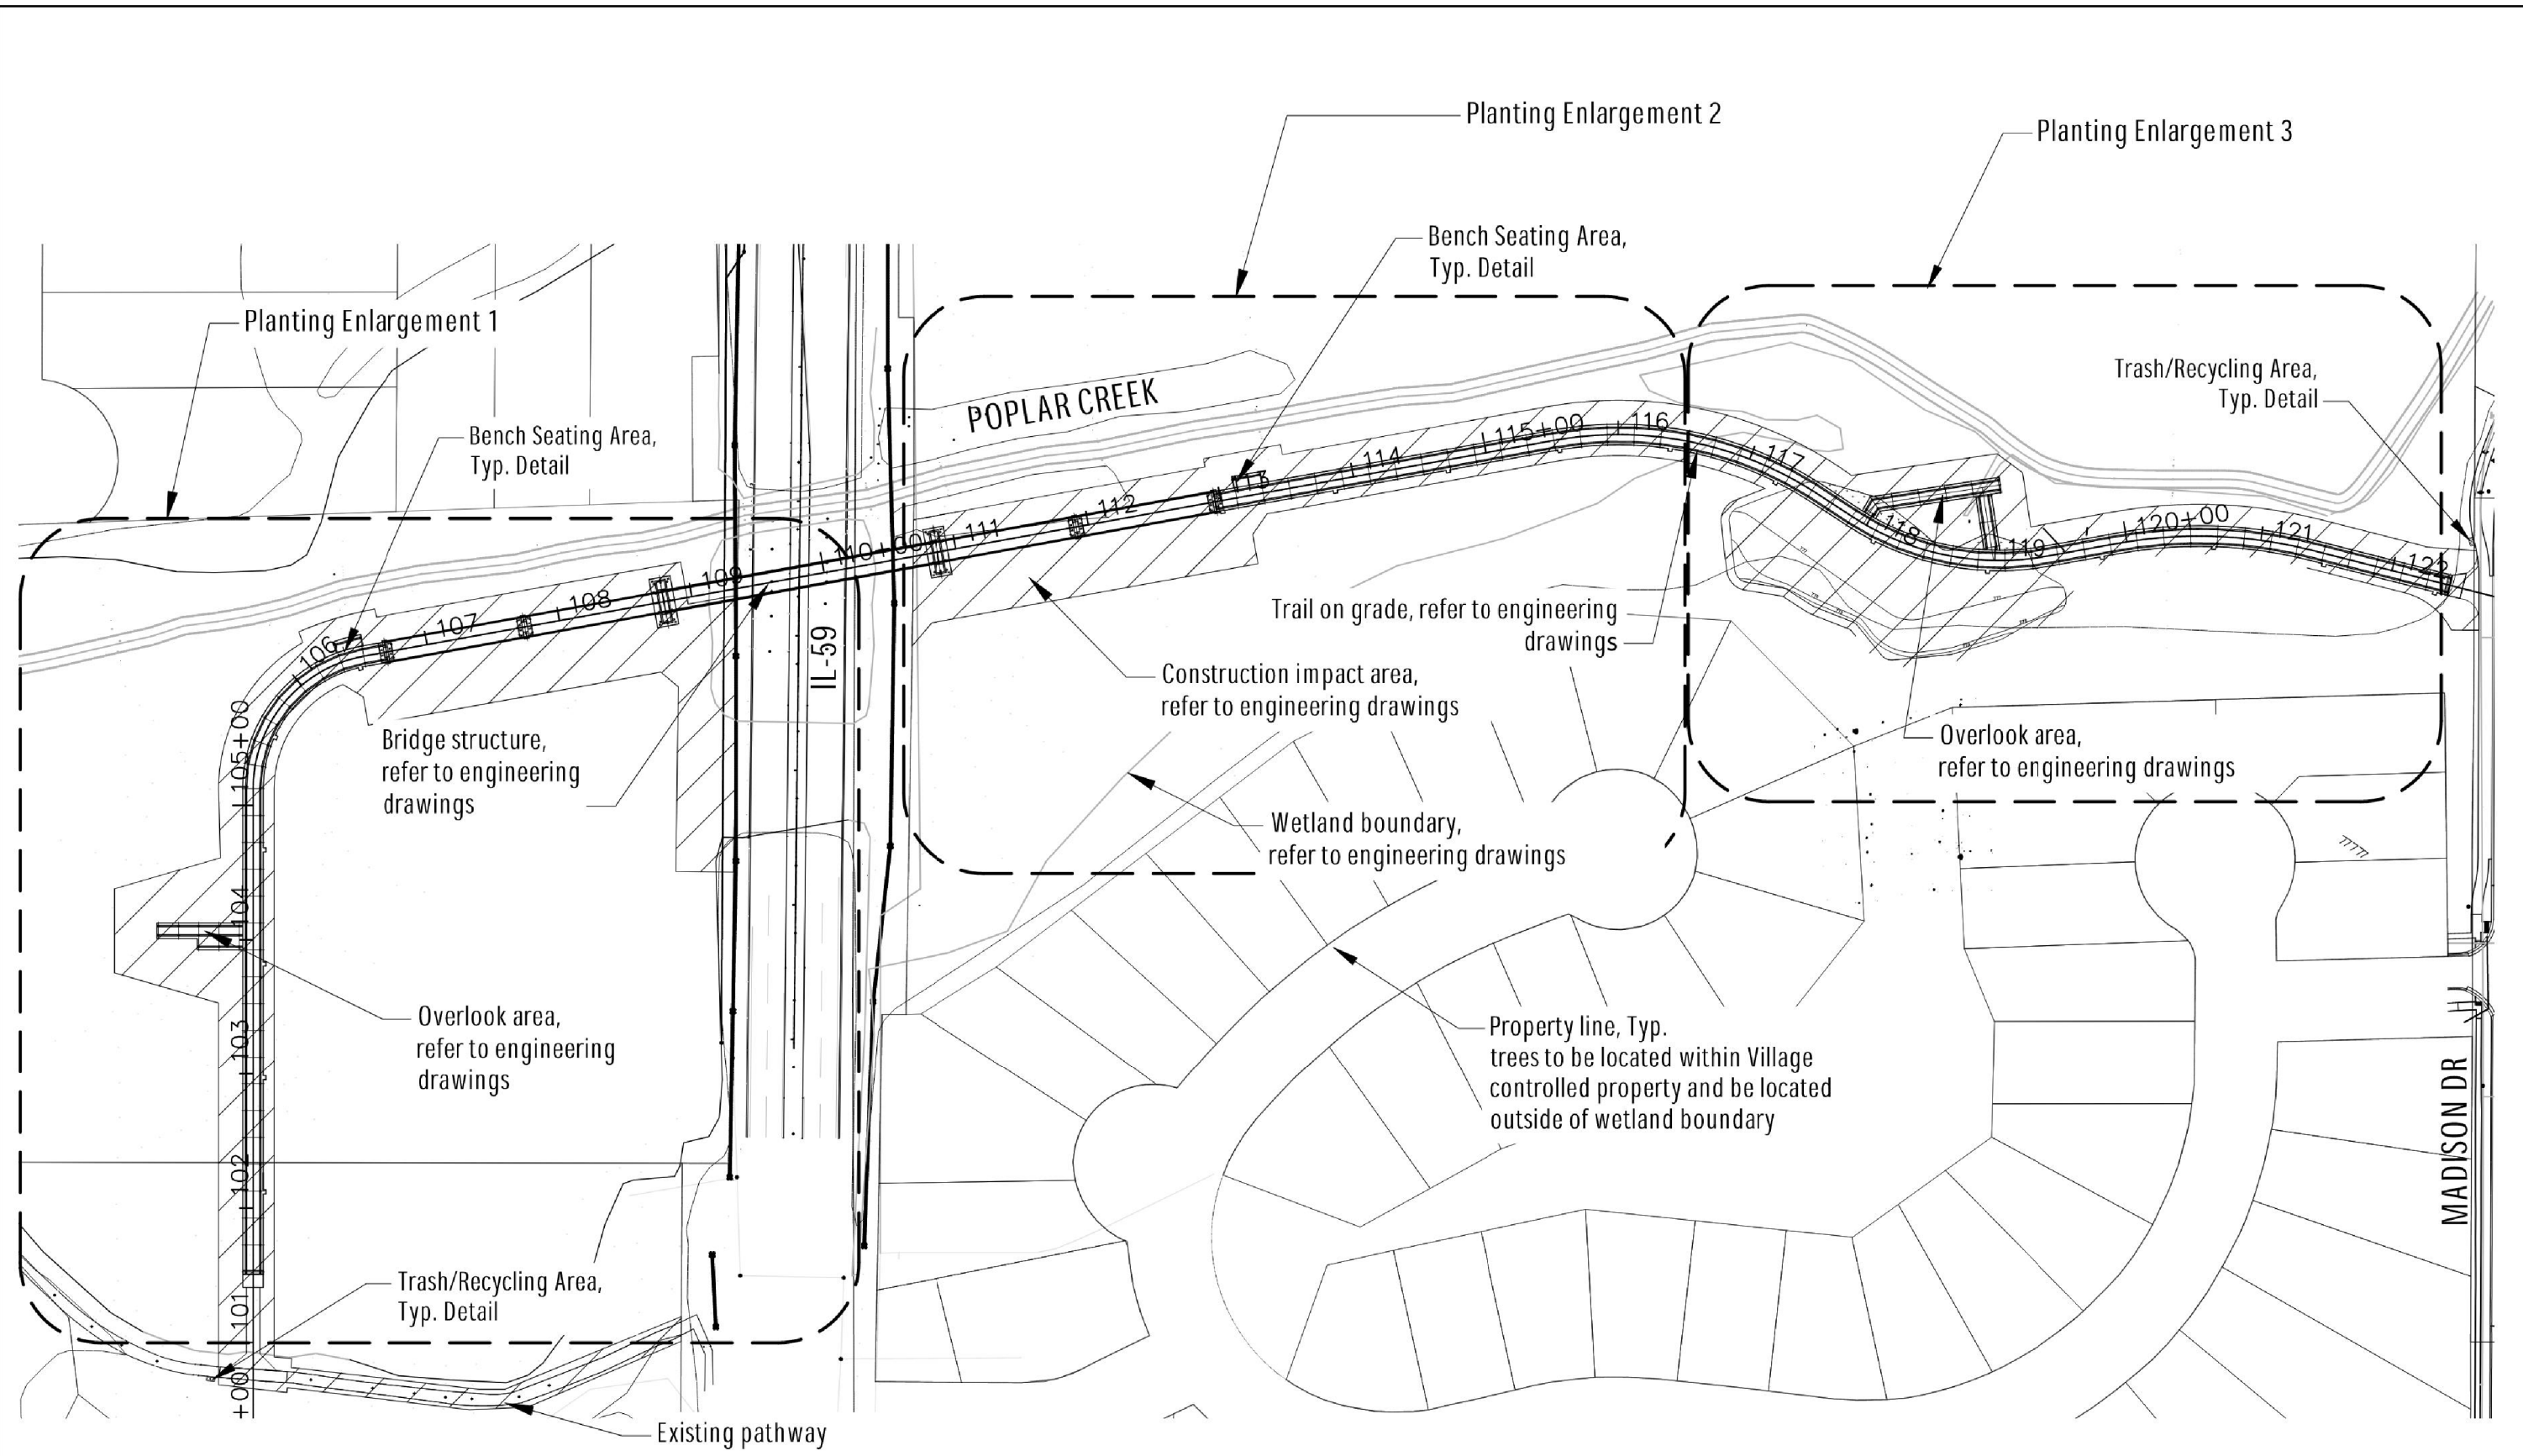 Planting Enlargement 2
Planting Enlargement 3
Bench Seating Area,
Typ. Detail
Planting Enlargement 1
Trash/Recycling Area,
Typ. Detail
POPLAR CREEK
Bench Seating Area,
Typ. Detail
106
107
108
109
110+00
111
112
113
114
115+00
116
117
118
119
120+00
121
122
IL-59
Trail on grade, refer to engineering
drawings
Construction impact area,
refer to engineering drawings
Bridge structure,
refer to engineering
drawings
Overlook area,
refer to engineering drawings
105+00
Wetland boundary,
refer to engineering drawings
104
Overlook area,
refer to engineering
drawings
103
Property line, Typ.
trees to be located within Village
controlled property and be located
outside of wetland boundary
MADISON DR
102
Trash/Recycling Area,
Typ. Detail
101
+00
Existing pathway